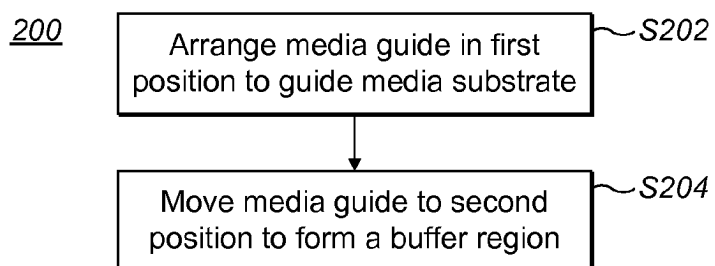 200
Arrange media guide in first
position to guide media substrate
S202
Move media guide to second
position to form a buffer region
S204